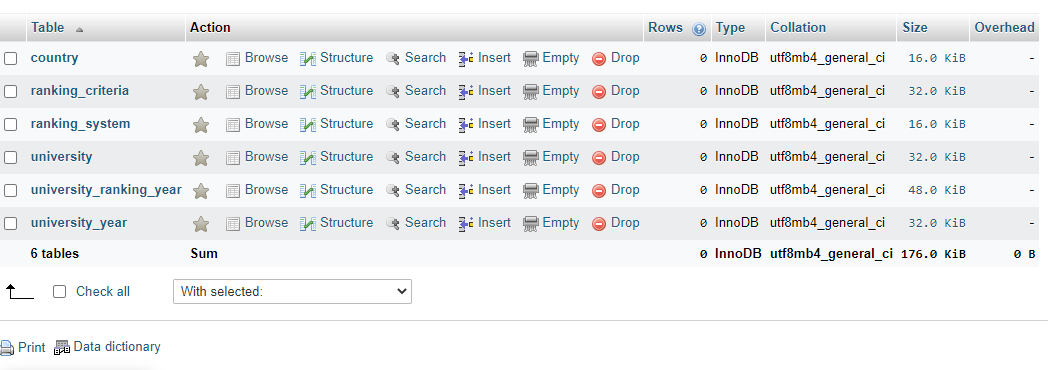 Table Action Rows Type Collation Size Overhead
country Browse Structure Search Insert Empty Drop 0 InnoDB utf8mb4_general_ci 16.0 KiB -
ranking_criteria Browse Structure Search Insert Empty Drop 0 InnoDB utf8mb4_general_ci 32.0 KiB -
ranking_system Browse Structure Search Insert Empty Drop 0 InnoDB utf8mb4_general_ci 16.0 KiB -
university Browse Structure Search Insert Empty Drop 0 InnoDB utf8mb4_general_ci 32.0 KiB -
university_ranking_year Browse Structure Search Insert Empty Drop 0 InnoDB utf8mb4_general_ci 48.0 KiB -
university_year Browse Structure Search Insert Empty Drop 0 InnoDB utf8mb4_general_ci 32.0 KiB -
6 tables Sum 0 InnoDB utf8mb4_general_ci 176.0 KiB 0 B
Check all With selected:
Print Data dictionary